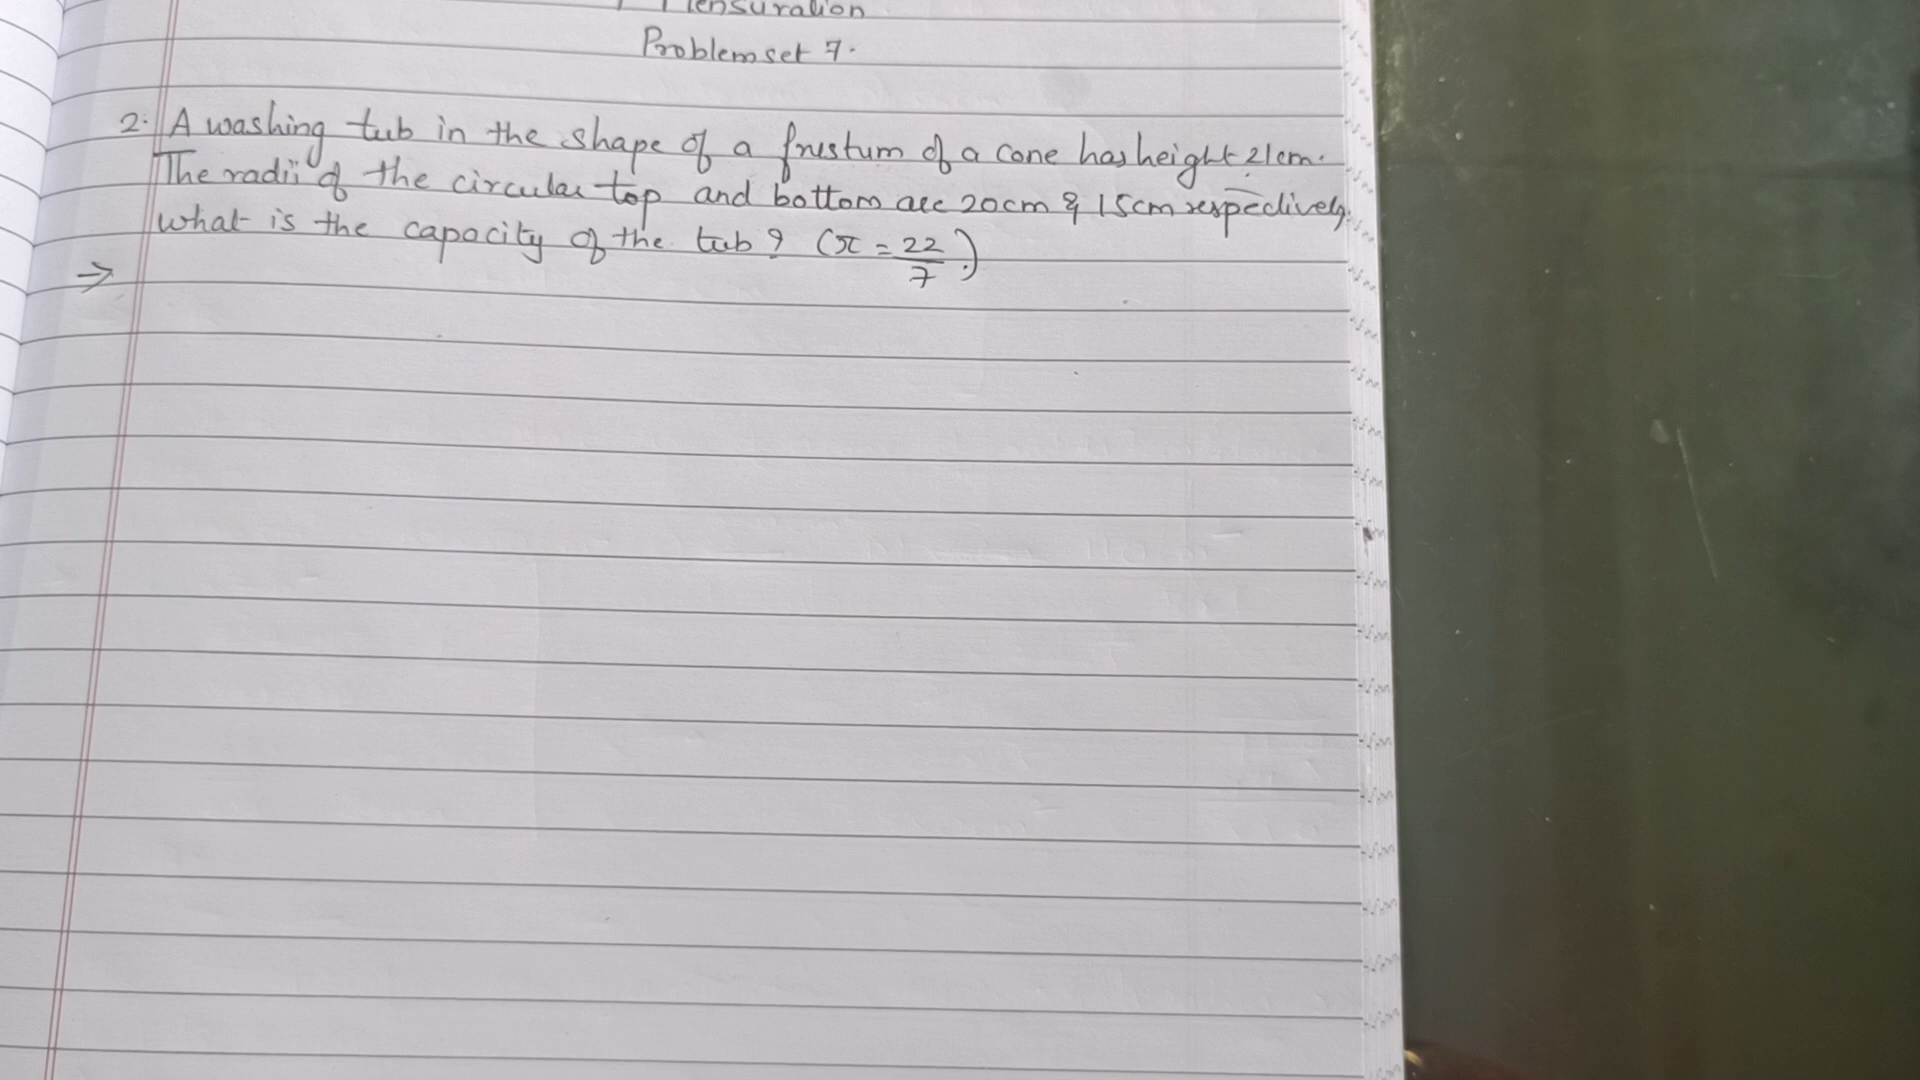 Mensuration
Problem set 7.
2. A washing tub in the shape of a frustum of a cone has height 21cm.
The radii of the circular top and bottom are 20cm & 15cm respectively.
what is the capacity of the tub? (π = 22/7.)
→